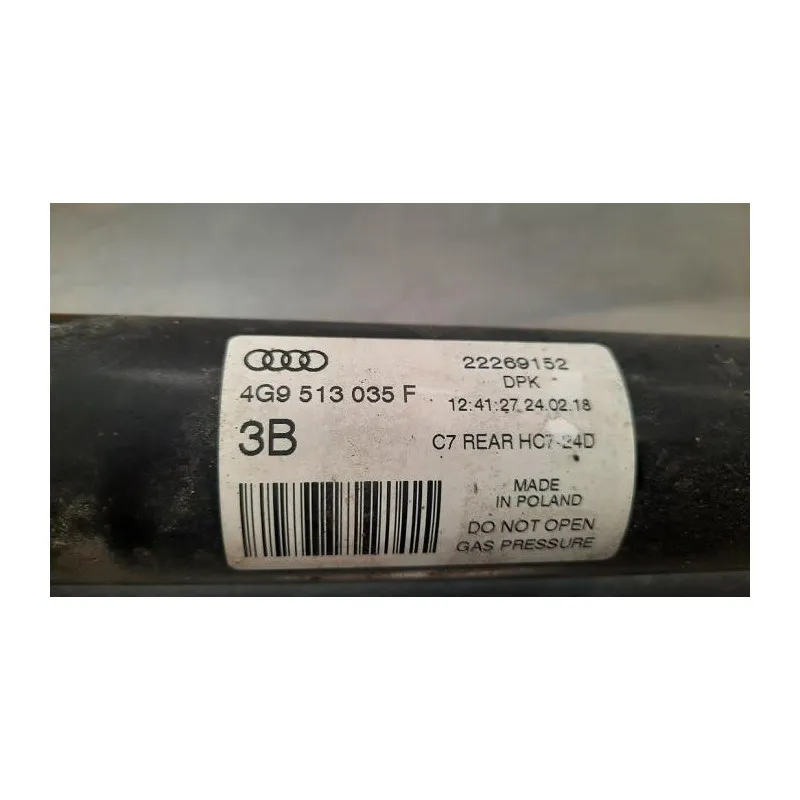 4G9 513 035 F
3B
22269152
DPK
12:41:27 24.02.18
C7 REAR HC7-24D
MADE
IN POLAND
DO NOT OPEN
GAS PRESSURE